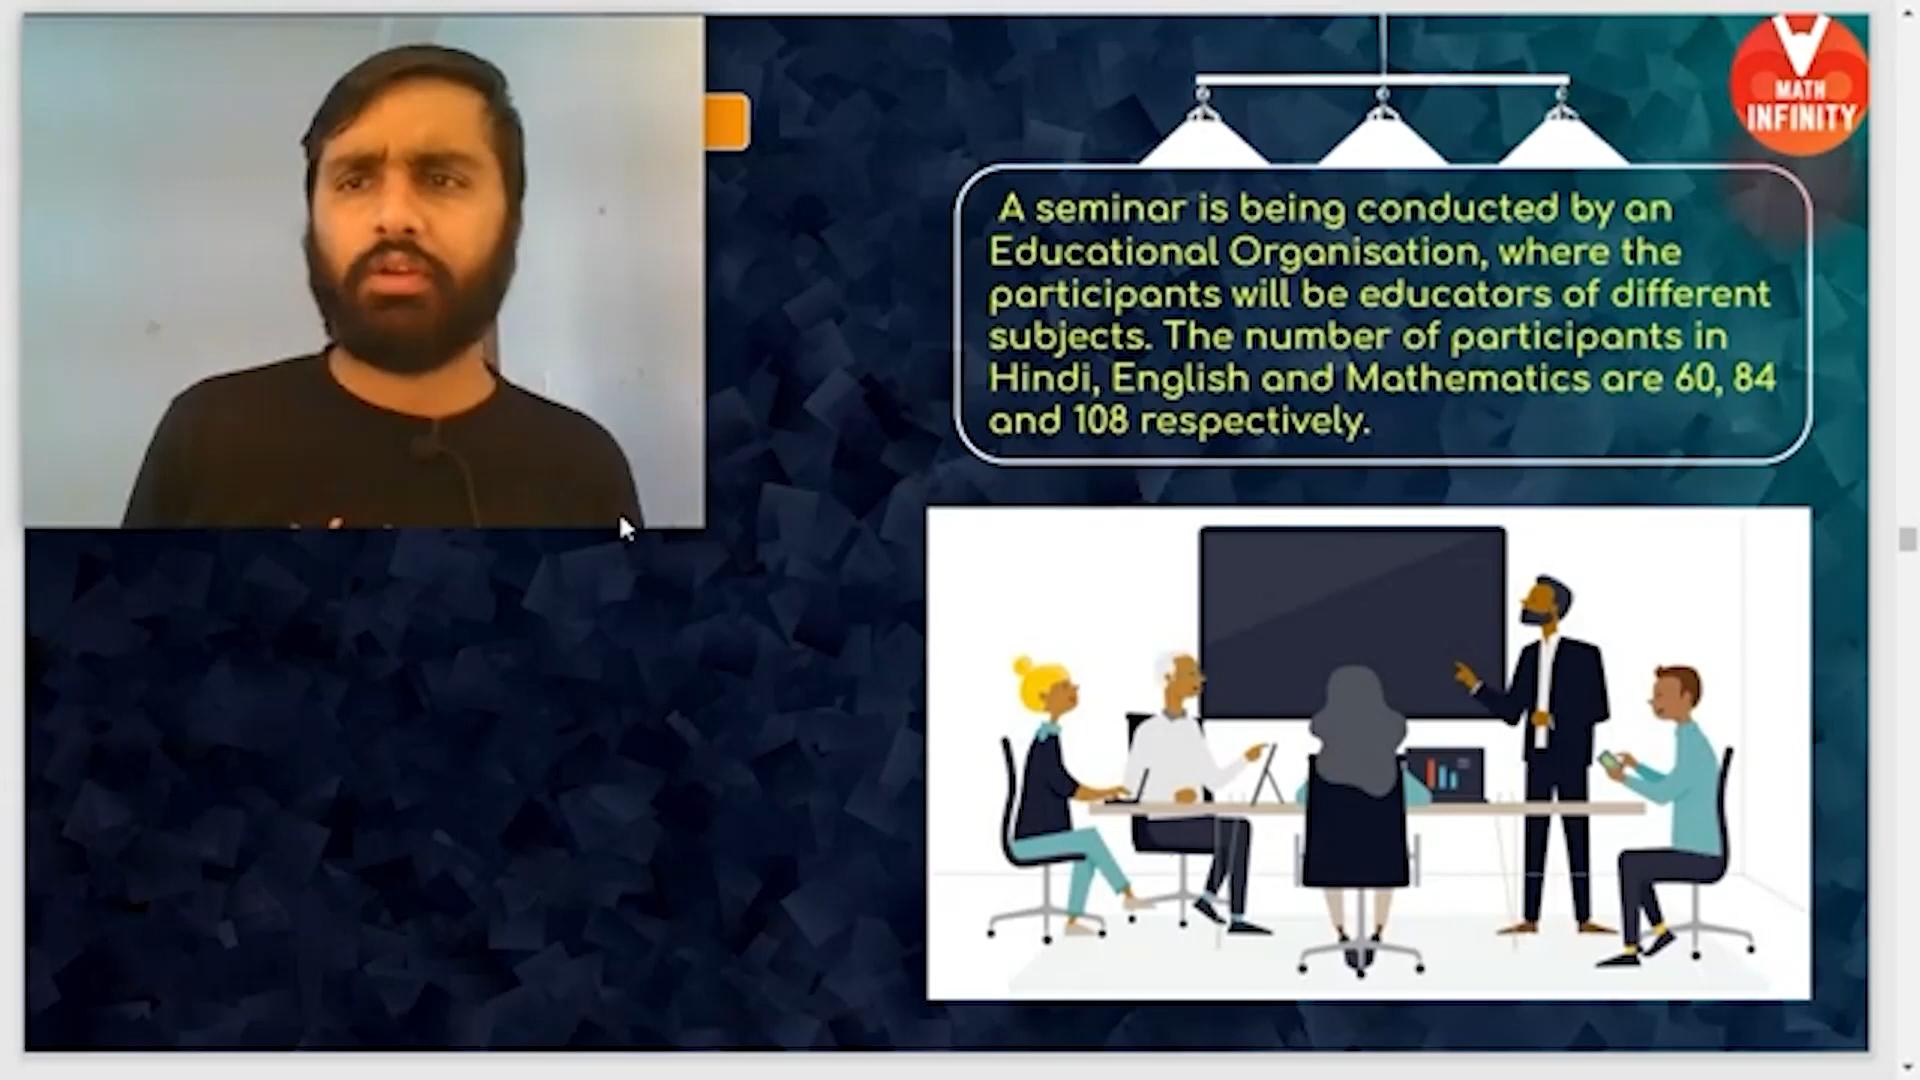 MATH
INFINITY
A seminar is being conducted by an
Educational Organisation, where the
participants will be educators of different
subjects. The number of participants in
Hindi, English and Mathematics are 60, 84
and 108 respectively.